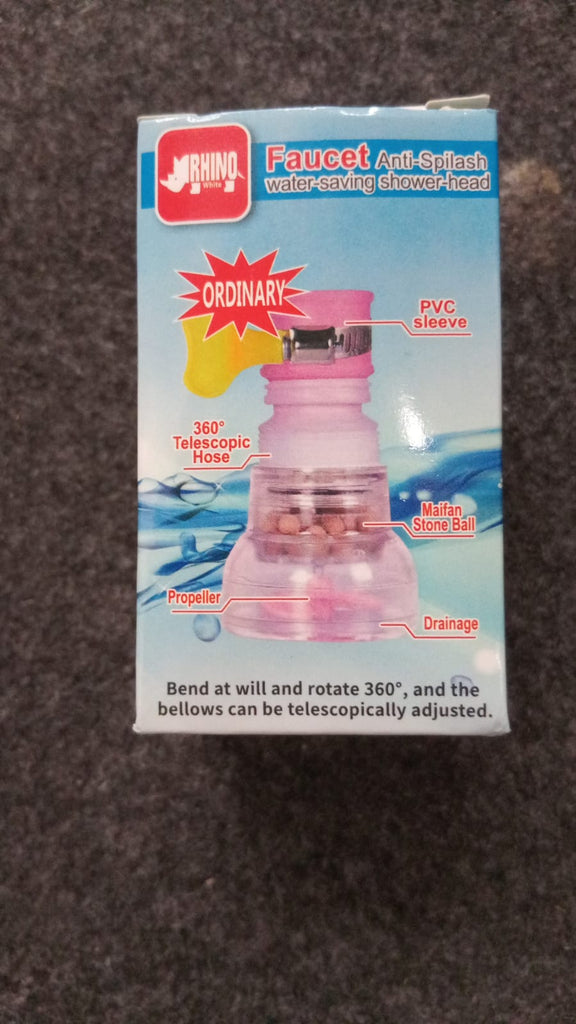 RHINO
White
Faucet Anti-Spilash
water-saving shower-head
ORDINARY
PVC
sleeve
360°
Telescopic
Hose
Maifan
Stone Ball
Propeller
Drainage
Bend at will and rotate 360°, and the
bellows can be telescopically adjusted.